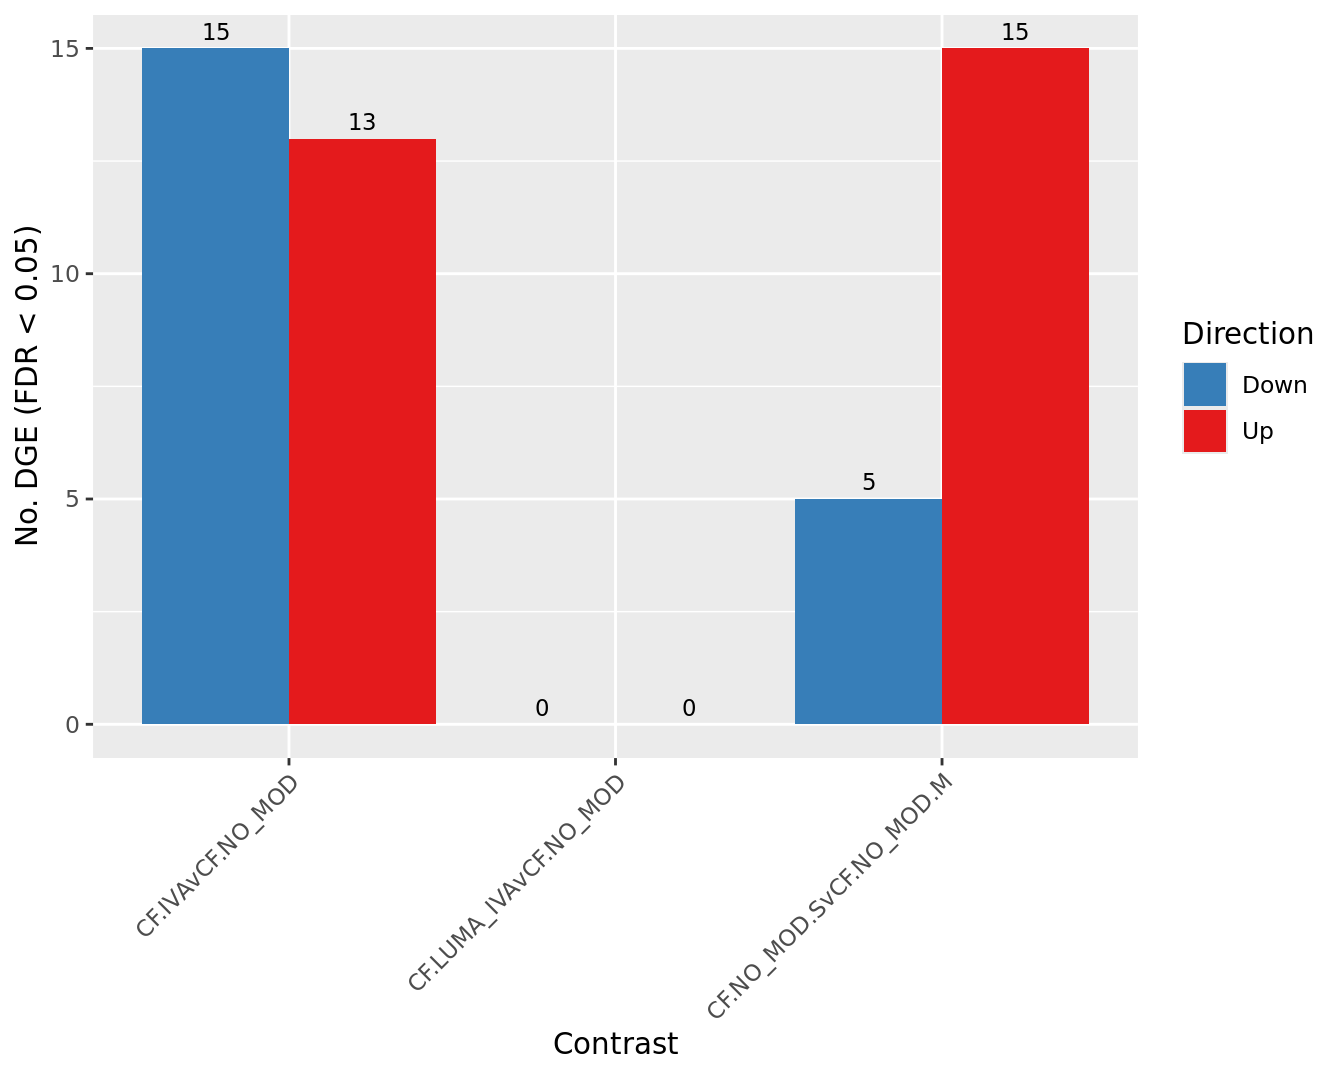 15
15
13
5
0
0
15
10
5
0
No. DGE (FDR < 0.05)
CF.IVAvCF.NO_MOD
CF.LUMA_IVAvCF.NO_MOD
CF.NO_MOD.SvCF.NO_MOD.M
Contrast
Direction
Down
Up